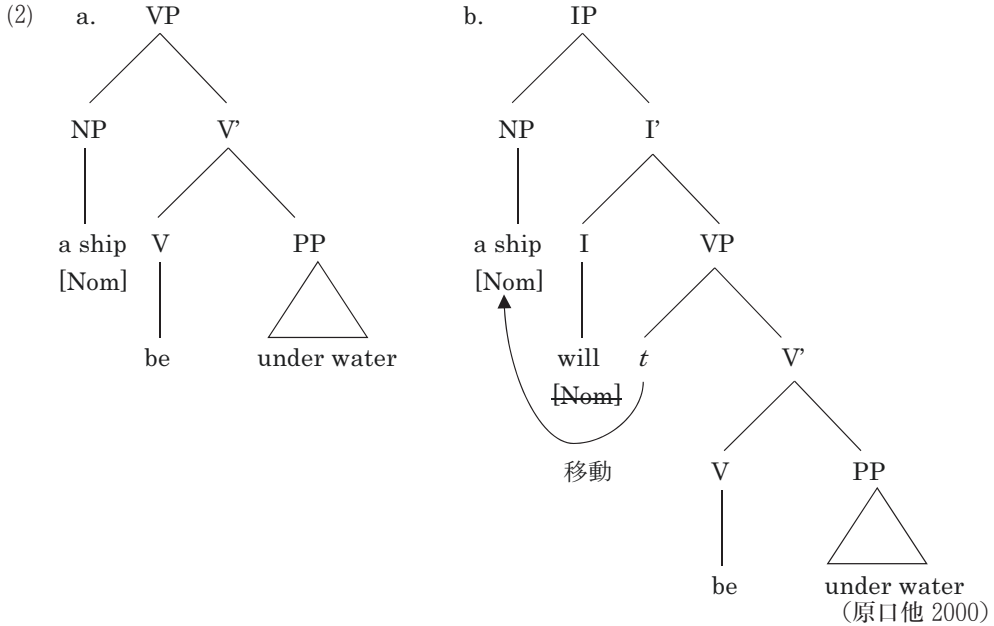 (2) a. VP b. IP
NP V' NP I'
a ship V PP a ship I VP
[Nom] [Nom]
be under water will t V'
[Nom]
移動 V PP
be under water
(原口他 2000)